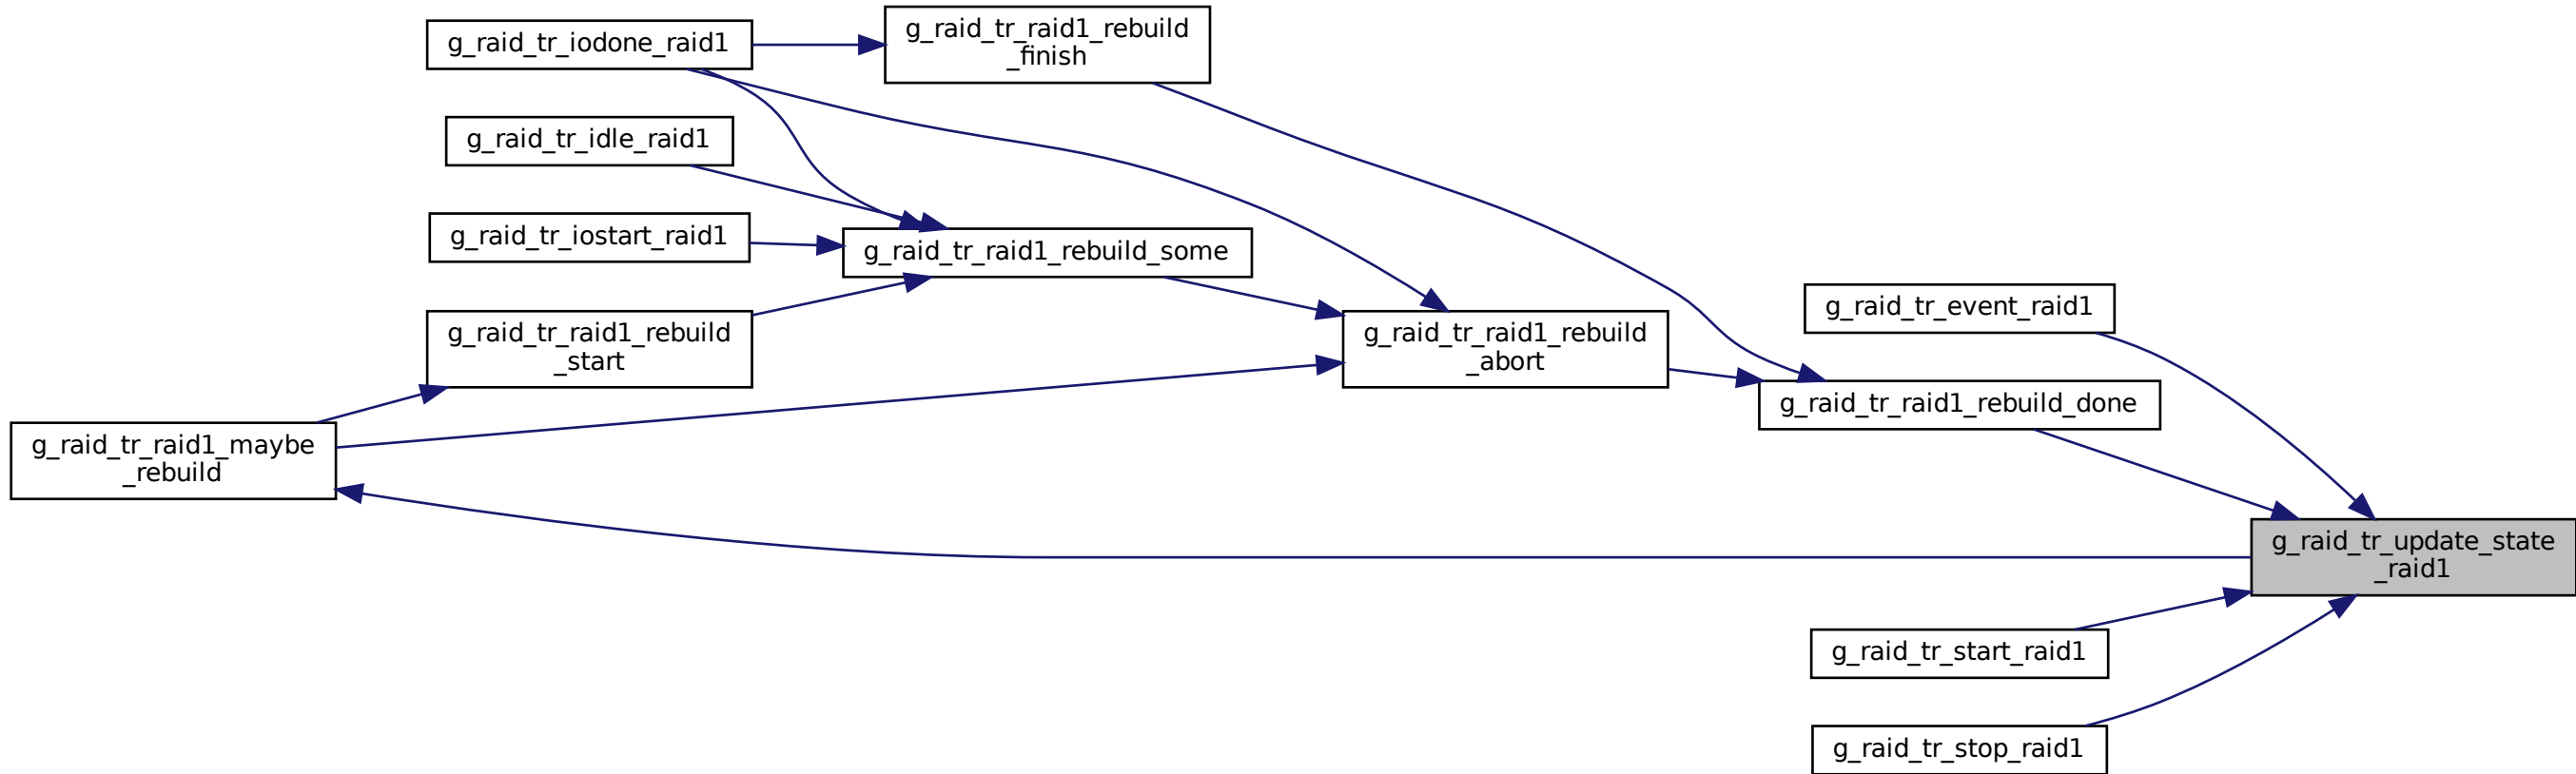 g_raid_tr_iodone_raid1
g_raid_tr_raid1_rebuild
_finish
g_raid_tr_idle_raid1
g_raid_tr_iostart_raid1
g_raid_tr_raid1_rebuild_some
g_raid_tr_raid1_rebuild
_start
g_raid_tr_raid1_rebuild
_abort
g_raid_tr_event_raid1
g_raid_tr_raid1_rebuild_done
g_raid_tr_raid1_maybe
_rebuild
g_raid_tr_update_state
_raid1
g_raid_tr_start_raid1
g_raid_tr_stop_raid1